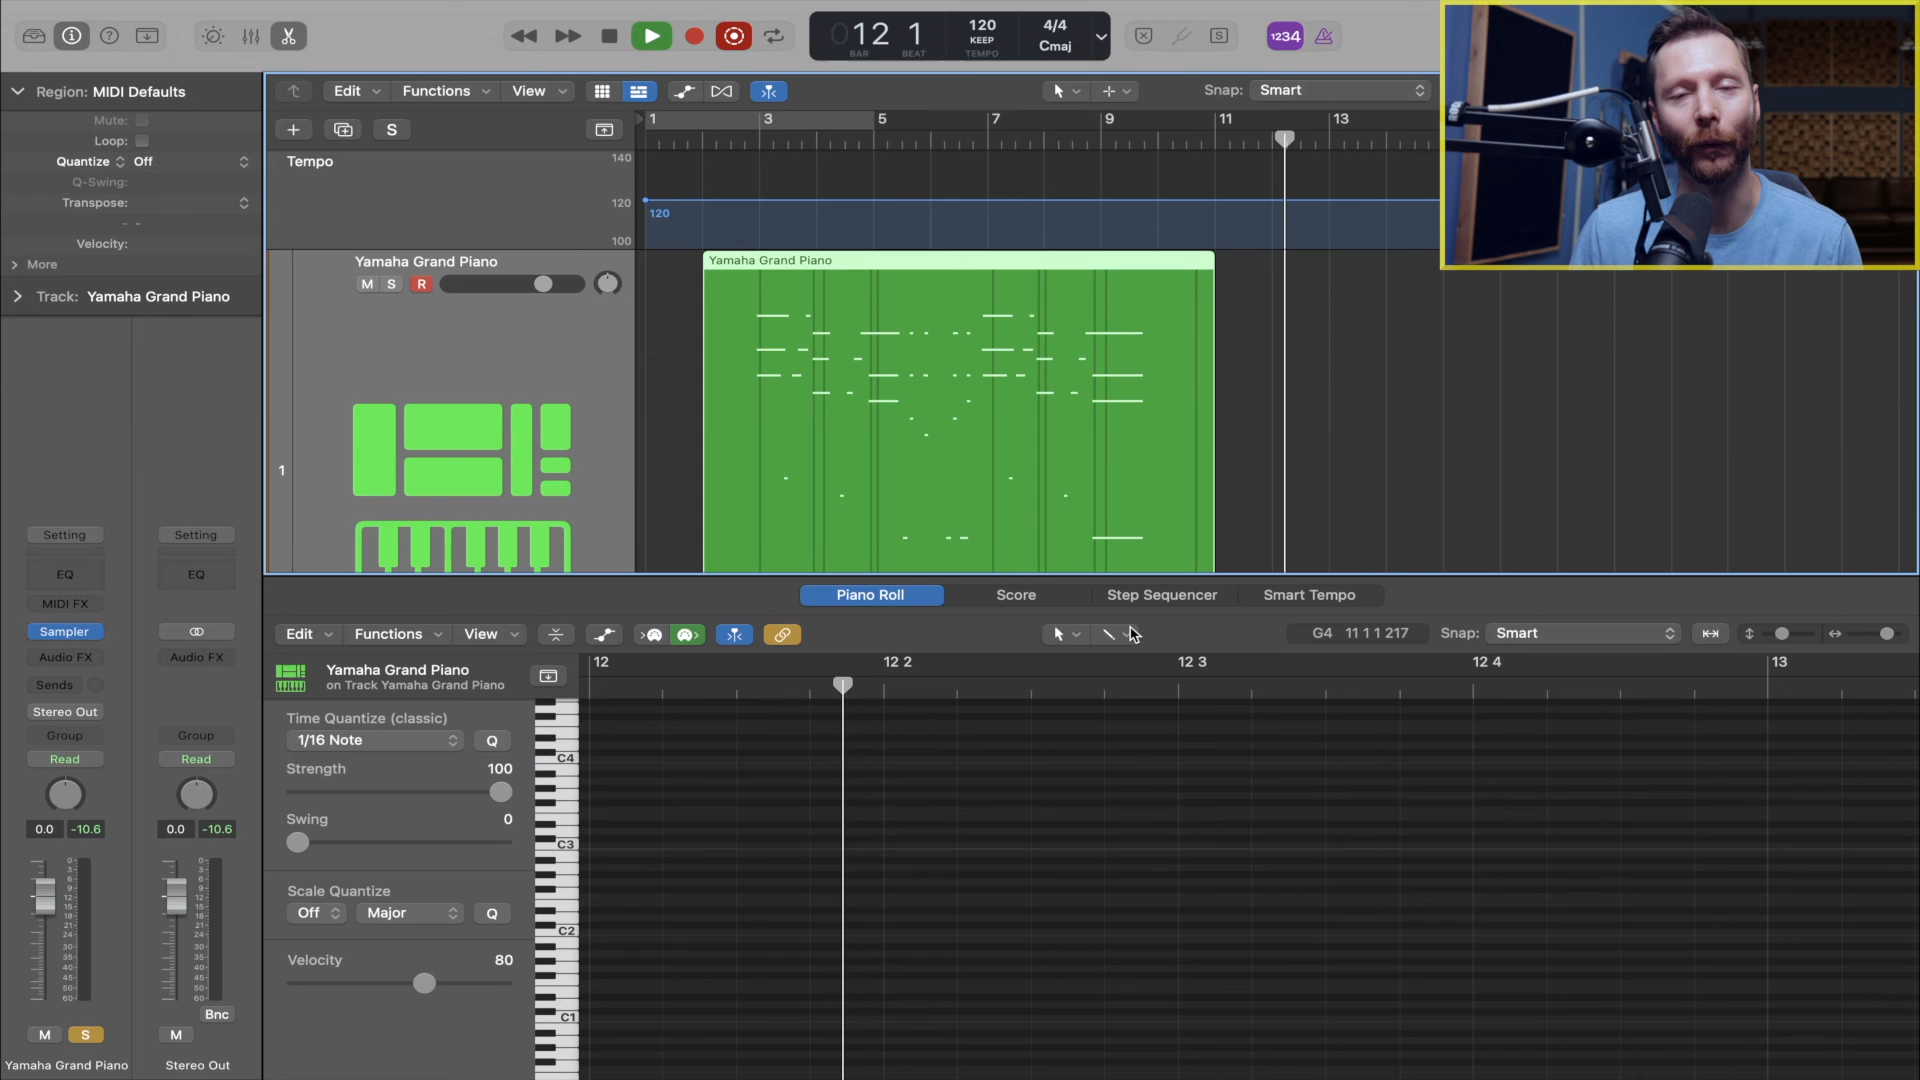 12 1
BAR BEAT
120
KEEP
TEMPO
4/4
Cmaj
1234
Region: MIDI Defaults
Mute:
Loop:
Quantize Off
Q-Swing:
Transpose:
Velocity:
More
Track: Yamaha Grand Piano
Edit Functions View
Snap: Smart
S
1 3 5 7 9 11 13
Tempo
140
120
100
120
Yamaha Grand Piano
M S R
Yamaha Grand Piano
1
Setting Setting
EQ EQ
MIDI FX
Sampler
Audio FX Audio FX
Sends
Stereo Out
Group Group
Read Read
0.0 -10.6 0.0 -10.6
Bnc
M S M
Yamaha Grand Piano Stereo Out
Piano Roll Score Step Sequencer Smart Tempo
Edit Functions View
G4 11 1 1 217
Snap: Smart
12 12 2 12 3 12 4 13
Yamaha Grand Piano
on Track Yamaha Grand Piano
Time Quantize (classic)
1/16 Note Q
Strength 100
Swing 0
Scale Quantize
Off Major Q
Velocity 80
C4
C3
C2
C1